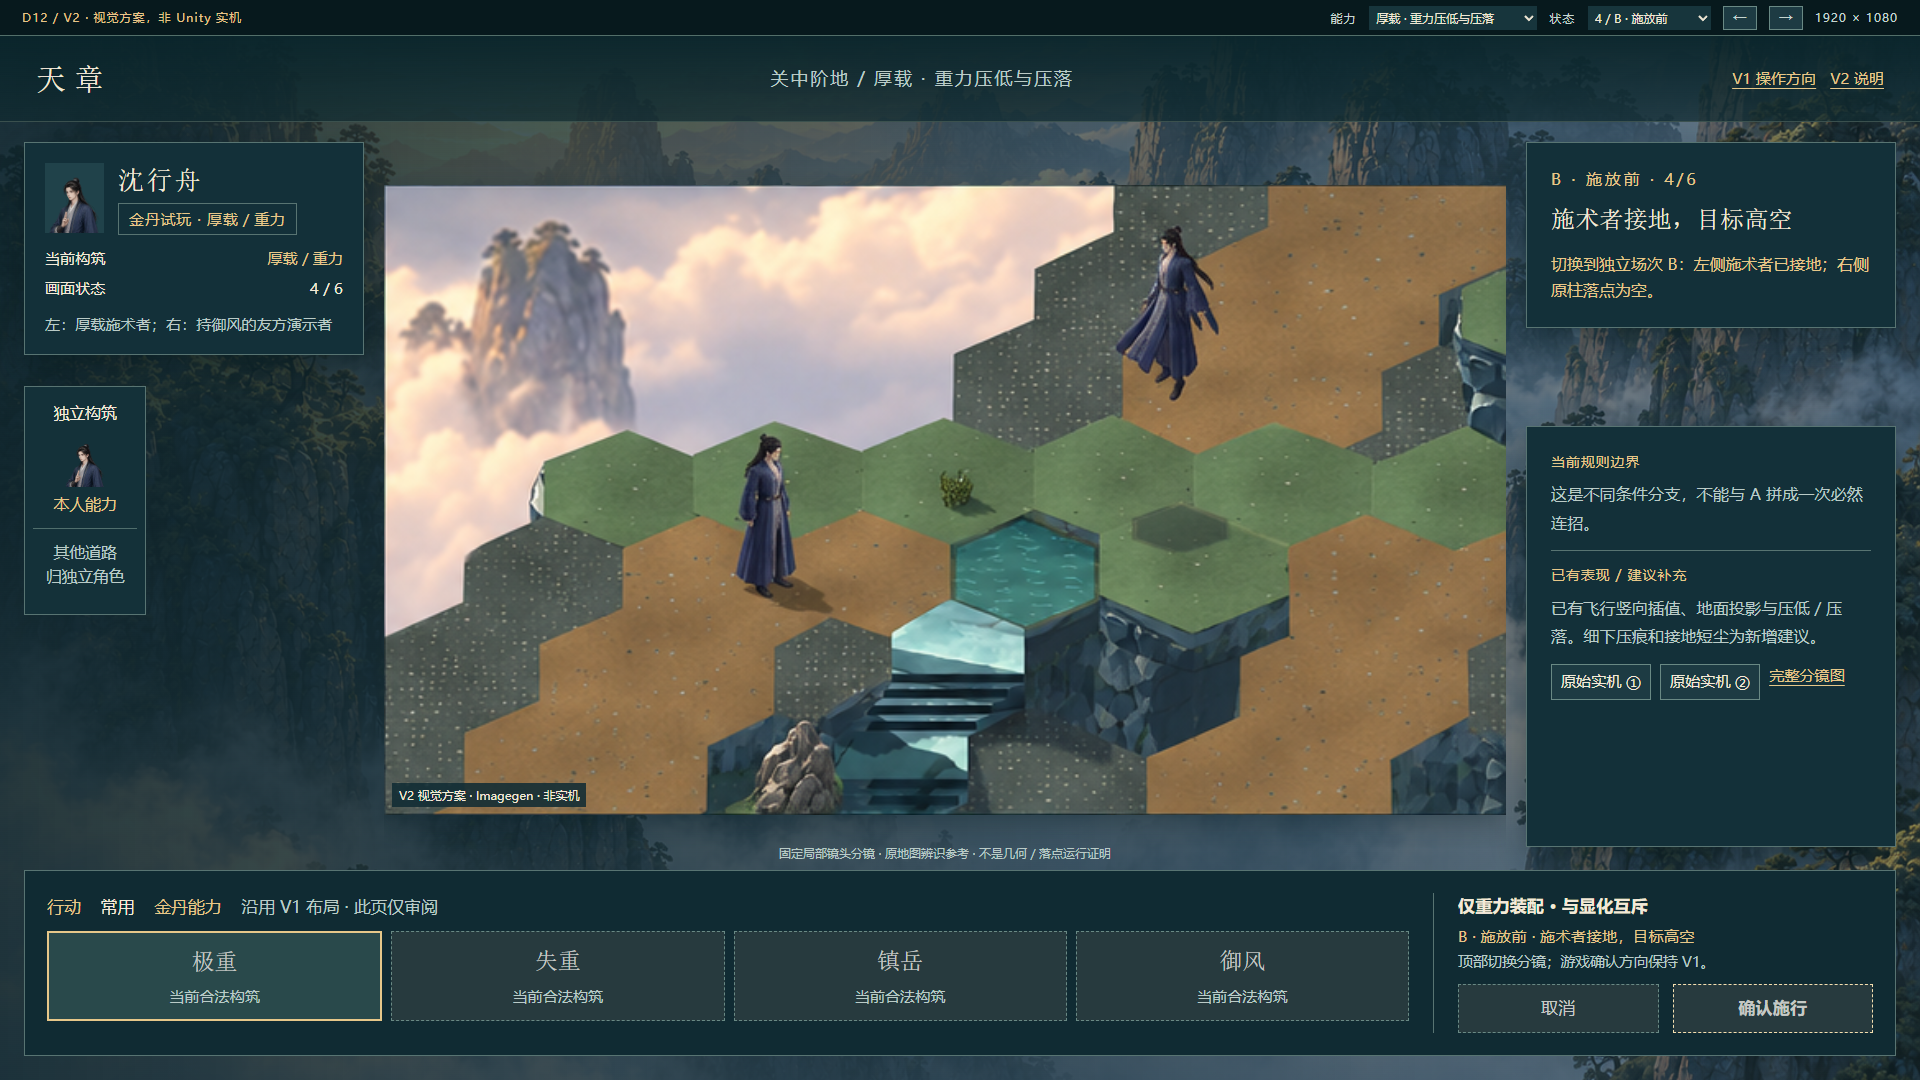 D12 / V2 · 视觉方案，非 Unity 实机
能力 厚载 · 重力压低与压落 状态 4 / B · 施放前 ← → 1920 × 1080
天章
关中阶地 / 厚载 · 重力压低与压落
V1 操作方向 V2 说明
沈行舟
金丹试玩 · 厚载 / 重力
当前构筑 厚载 / 重力
画面状态 4 / 6
左：厚载施术者；右：持御风的友方演示者
独立构筑
本人能力
其他道路
归独立角色
V2 视觉方案 · Imagegen · 非实机
固定局部镜头分镜 · 原地图辨识参考 · 不是几何 / 落点运行证明
B · 施放前 · 4/6
施术者接地，目标高空
切换到独立场次 B：左侧施术者已接地；右侧
原柱落点为空。
当前规则边界
这是不同条件分支，不能与 A 拼成一次必然
连招。
已有表现 / 建议补充
已有飞行竖向插值、地面投影与压低 / 压
落。细下压痕和接地短尘为新增建议。
原始实机 ① 原始实机 ② 完整分镜图
行动 常用 金丹能力 沿用 V1 布局 · 此页仅审阅
极重
当前合法构筑
失重
当前合法构筑
镇岳
当前合法构筑
御风
当前合法构筑
仅重力装配 · 与显化互斥
B · 施放前 · 施术者接地，目标高空
顶部切换分镜；游戏确认方向保持 V1。
取消 确认施行